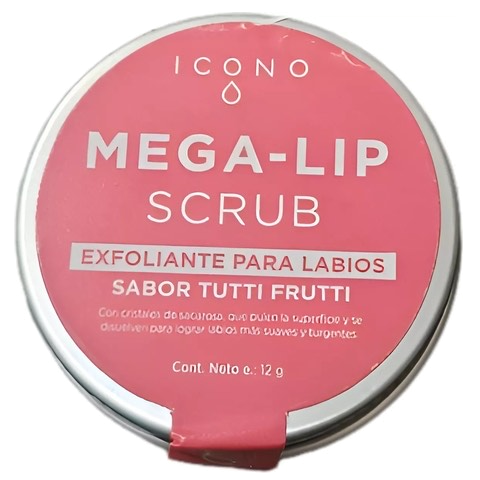 ICONO
MEGA-LIP
SCRUB
EXFOLIANTE PARA LABIOS
SABOR TUTTI FRUTTI
Con cristales de sacarosa, que pulen la superficie y se
disuelven para lograr labios más suaves y turgentes.
Cont. Neto e.: 12 g